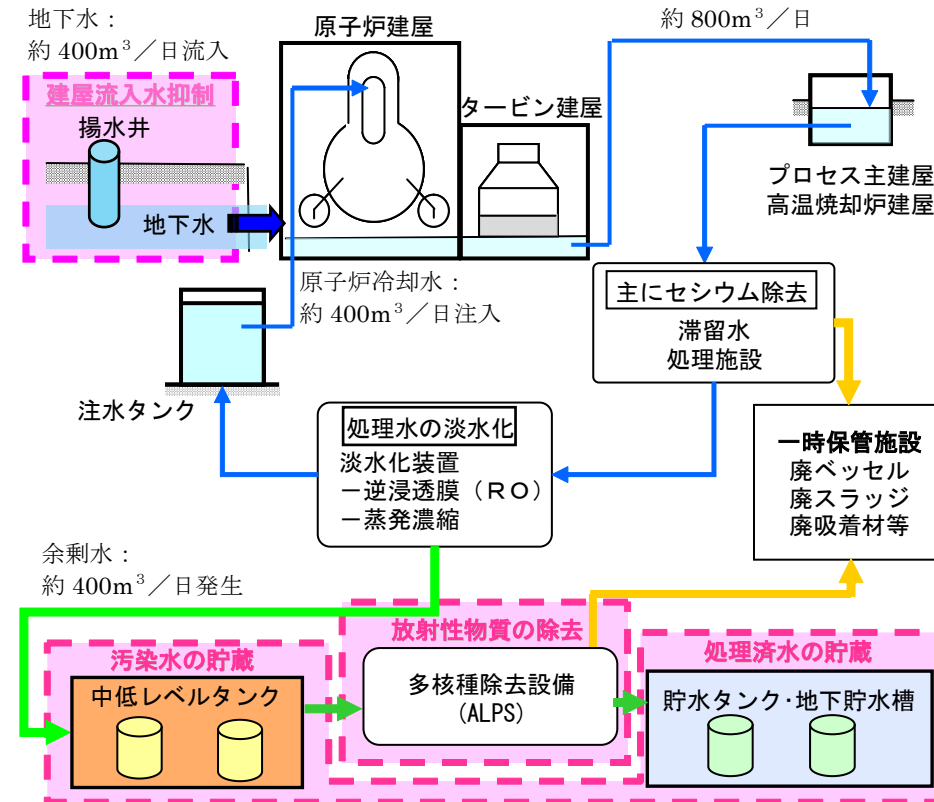 地下水：
約 400m³／日流入
原子炉建屋
約 800m³／日
建屋流入水抑制
揚水井
地下水
タービン建屋
プロセス主建屋
高温焼却炉建屋
原子炉冷却水：
約 400m³／日注入
主にセシウム除去
滞留水
処理施設
注水タンク
処理水の淡水化
淡水化装置
－逆浸透膜（ＲＯ）
－蒸発濃縮
一時保管施設
廃ベッセル
廃スラッジ
廃吸着材等
余剰水：
約 400m³／日発生
汚染水の貯蔵
中低レベルタンク
放射性物質の除去
多核種除去設備
(ALPS)
処理済水の貯蔵
貯水タンク・地下貯水槽